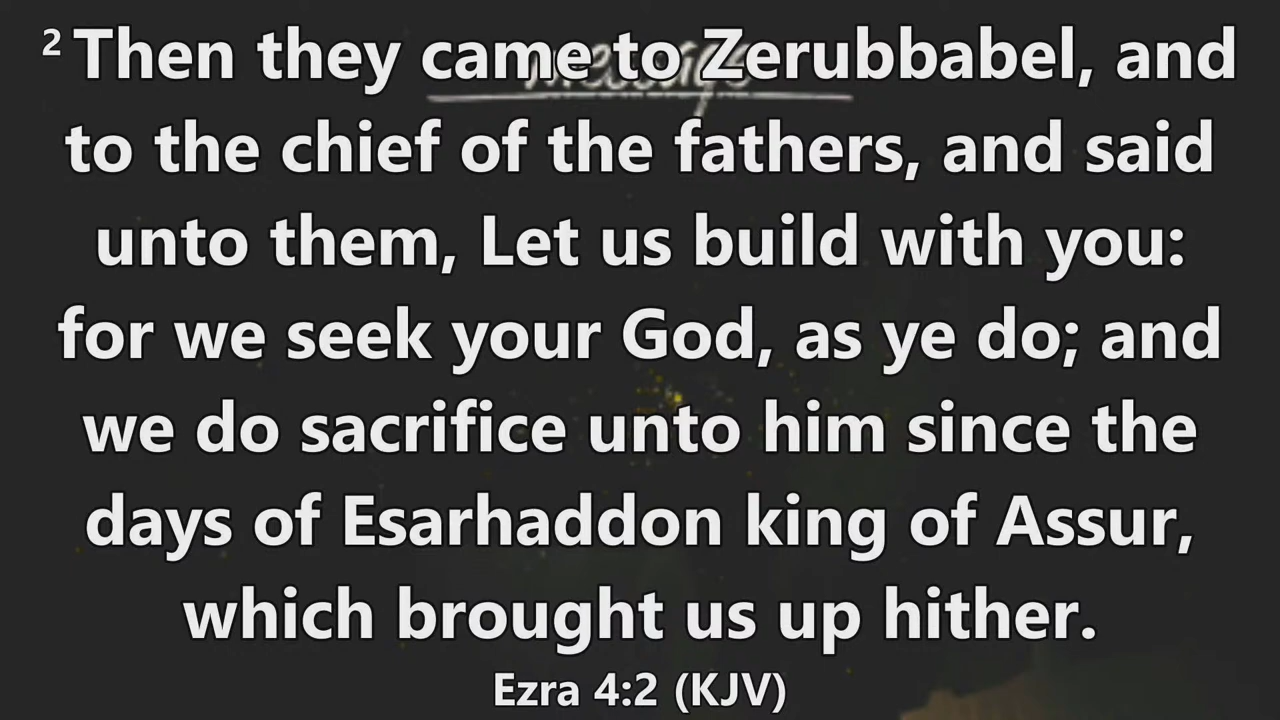 2 Then they came to Zerubbabel, and
to the chief of the fathers, and said
unto them, Let us build with you:
for we seek your God, as ye do; and
we do sacrifice unto him since the
days of Esarhaddon king of Assur,
which brought us up hither.
Ezra 4:2 (KJV)